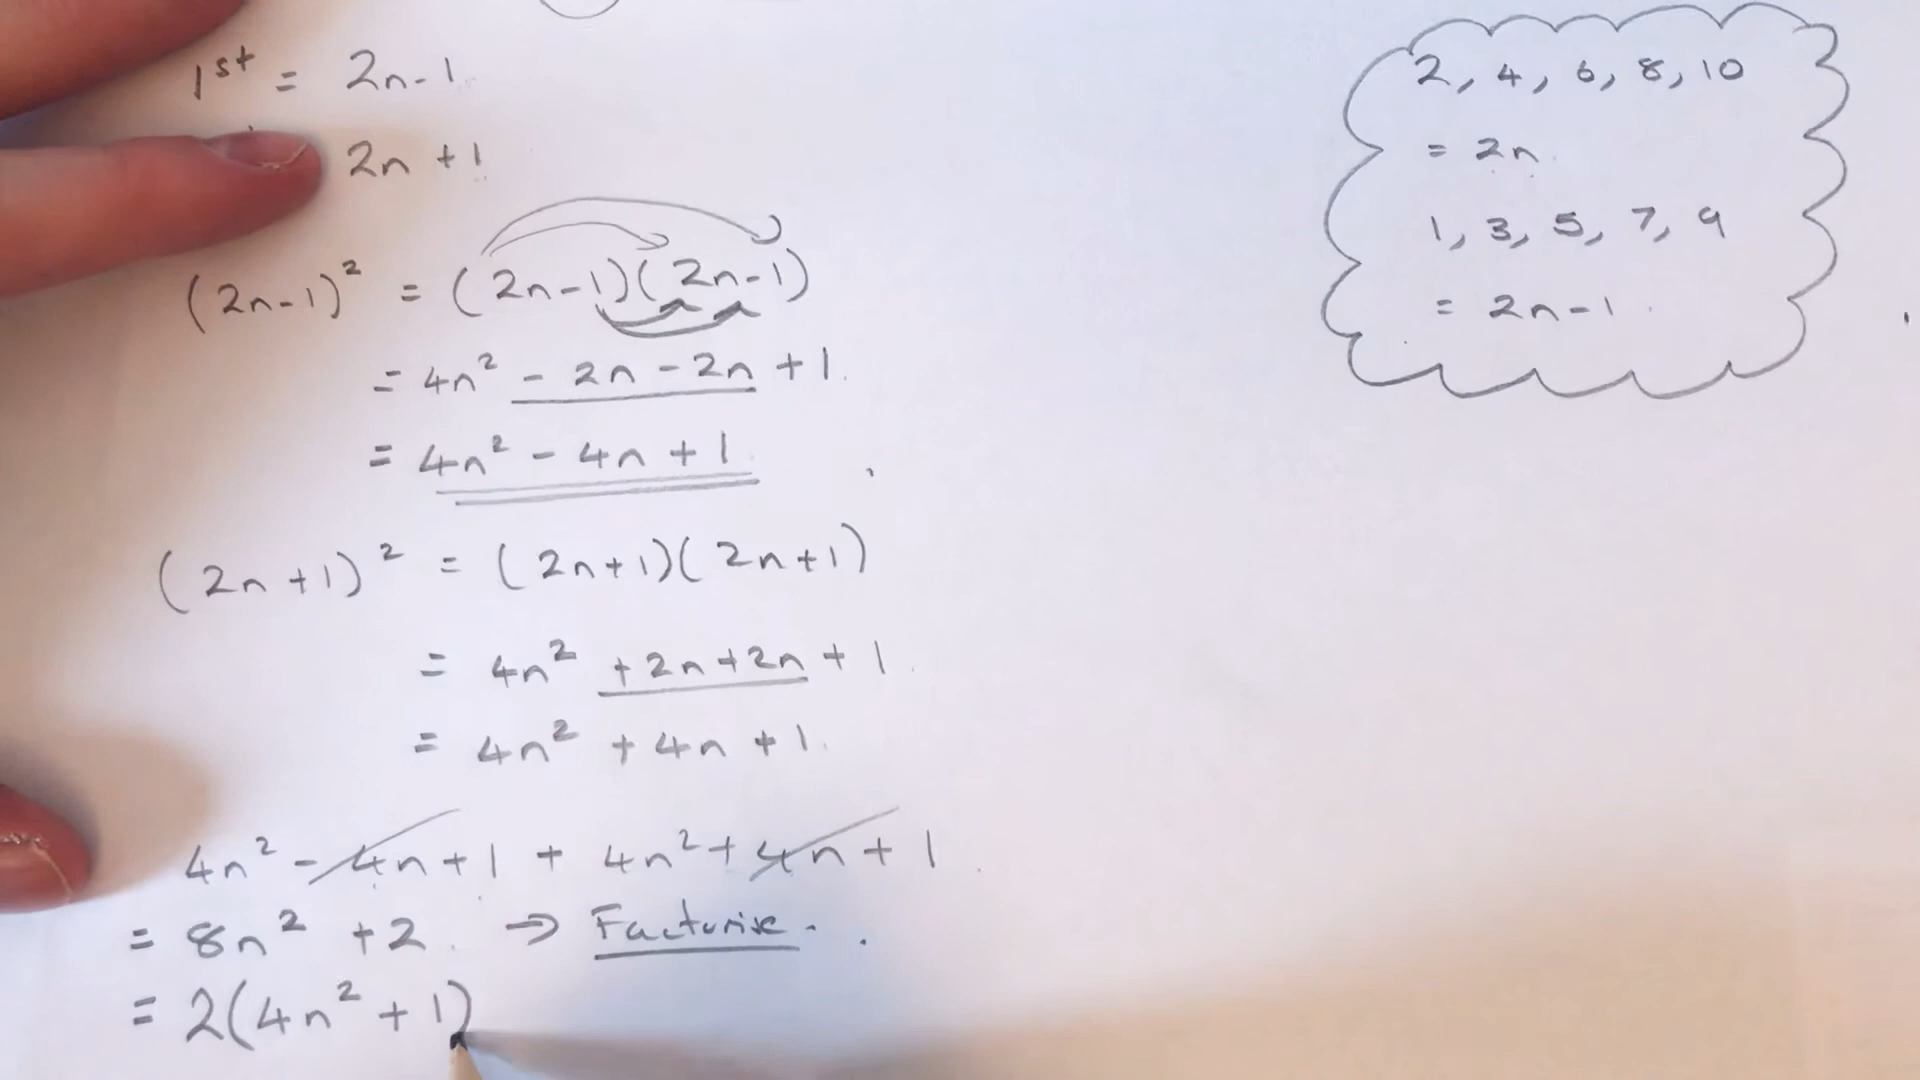 1st = 2n-1
2n + 1
(2n-1)² = (2n-1)(2n-1)
= 4n² - 2n - 2n + 1.
= 4n² - 4n + 1
(2n+1)² = (2n+1)(2n+1)
= 4n² + 2n + 2n + 1
= 4n² + 4n + 1.
4n² - 4n + 1 + 4n² + 4n + 1
= 8n² + 2. → Factorise.
= 2(4n² + 1)
2, 4, 6, 8, 10
= 2n
1, 3, 5, 7, 9
= 2n-1